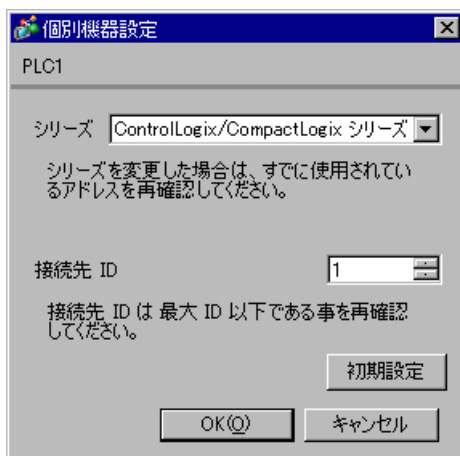 個別機器設定
PLC1
シリーズ ControlLogix/CompactLogix シリーズ
シリーズを変更した場合は、すでに使用されてい
るアドレスを再確認してください。
接続先 ID 1
接続先 ID は 最大 ID 以下である事を再確認
してください。
初期設定
OK(O) キャンセル